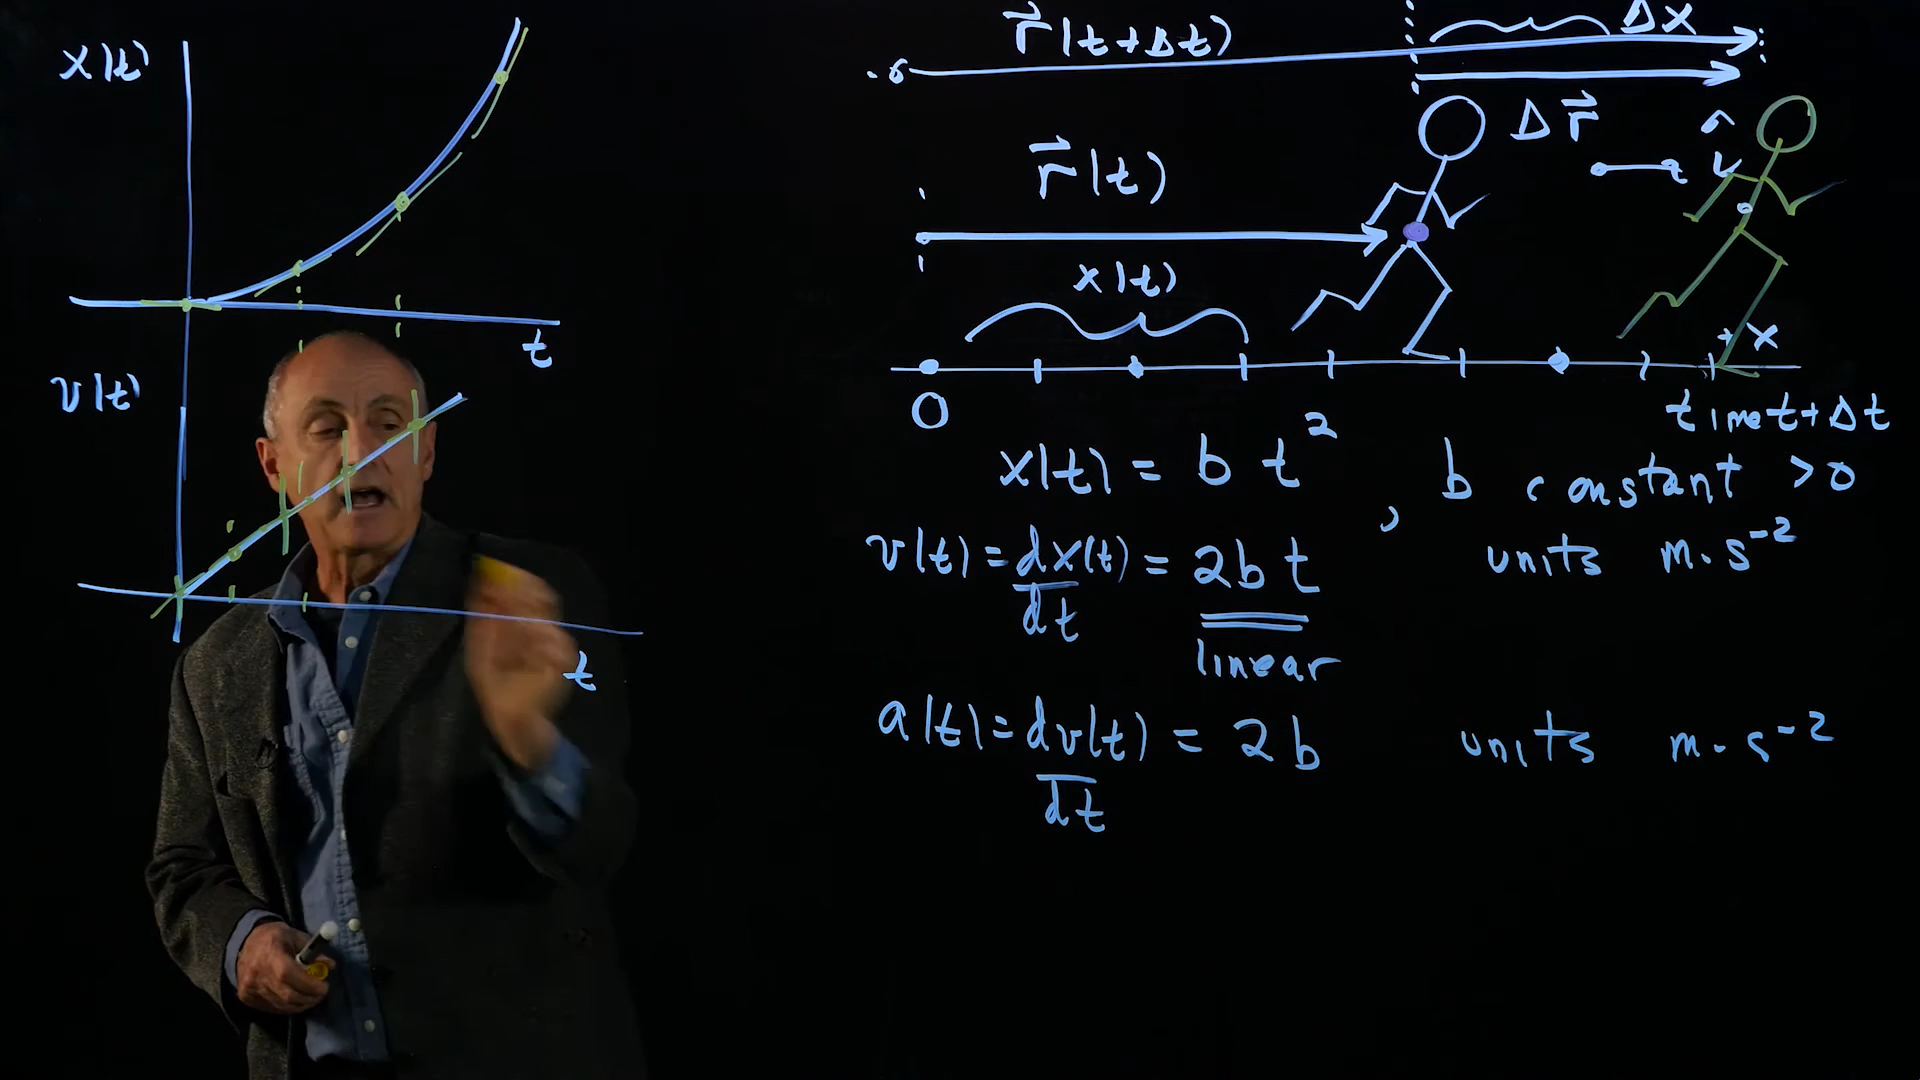 x(t)
t
v(t)
t
r⃗(t+Δt)
Δx
Δr⃗
r⃗(t)
x(t)
+x
0
time t+Δt
x(t) = b t², b constant > 0
units m·s⁻²
v(t) = dx(t)/dt = 2b t
linear
a(t) = dv(t)/dt = 2b units m·s⁻²